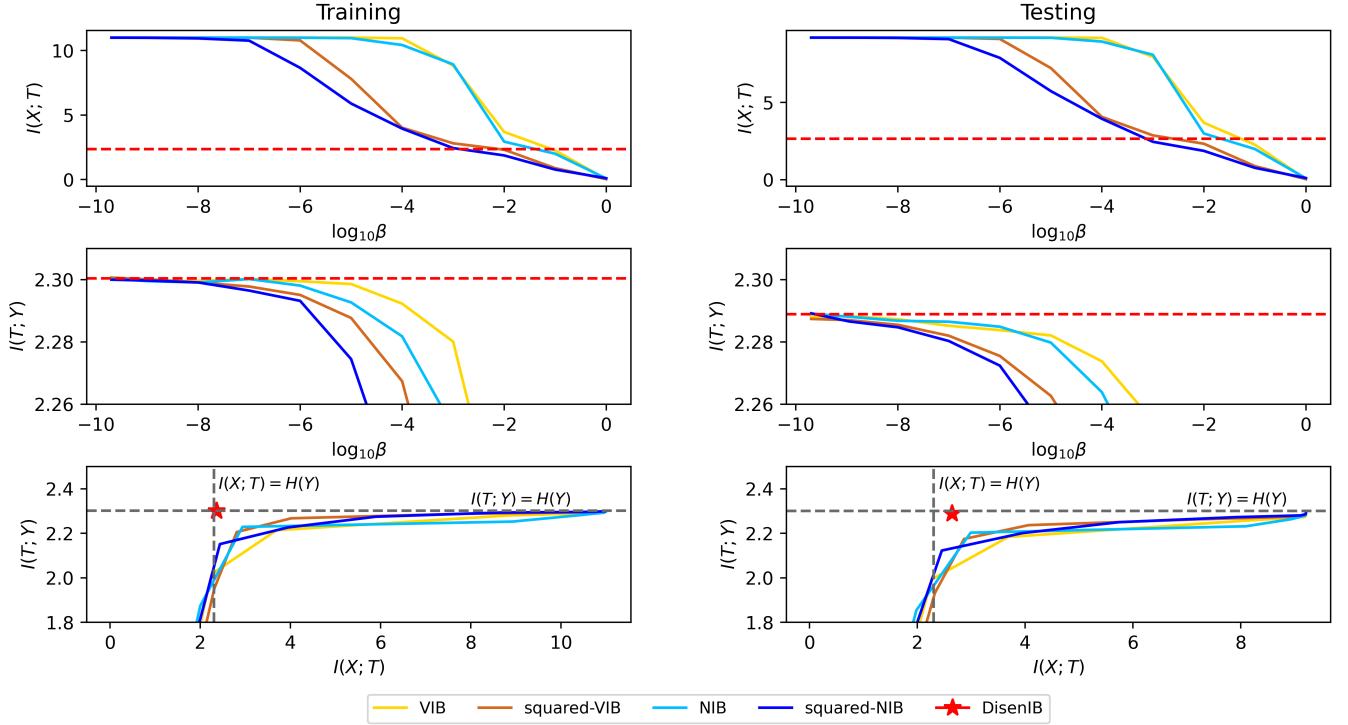 Training Testing
I(X; T)
10
5
0
−10 −8 −6 −4 −2 0
log₁₀β
I(X; T)
5
0
−10 −8 −6 −4 −2 0
log₁₀β
I(T; Y)
2.30
2.28
2.26
−10 −8 −6 −4 −2 0
log₁₀β
I(T; Y)
2.30
2.28
2.26
−10 −8 −6 −4 −2 0
log₁₀β
I(T; Y)
2.4
2.2
2.0
1.8
I(X; T) = H(Y)
I(T; Y) = H(Y)
0 2 4 6 8 10
I(X; T)
I(T; Y)
2.4
2.2
2.0
1.8
I(X; T) = H(Y)
I(T; Y) = H(Y)
0 2 4 6 8
I(X; T)
VIB squared-VIB NIB squared-NIB DisenIB